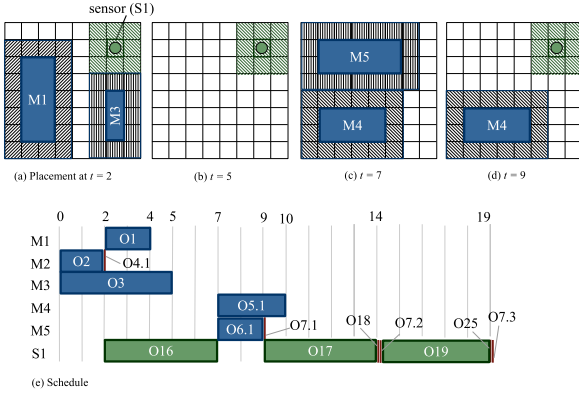 sensor (S1)
M1
M3
M5
M4
M4
(a) Placement at t = 2
(b) t = 5
(c) t = 7
(d) t = 9
0 2 4 5 7 9 10 14 19
M1 O1
M2 O2 O4.1
M3 O3
M4 O5.1
M5 O6.1 O7.1 O18 O7.2 O25 O7.3
S1 O16 O17 O19
(e) Schedule